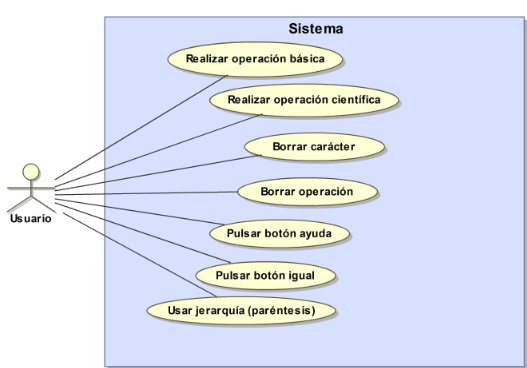 Sistema
Realizar operación básica
Realizar operación científica
Borrar carácter
Borrar operación
Usuario
Pulsar botón ayuda
Pulsar botón igual
Usar jerarquía (paréntesis)